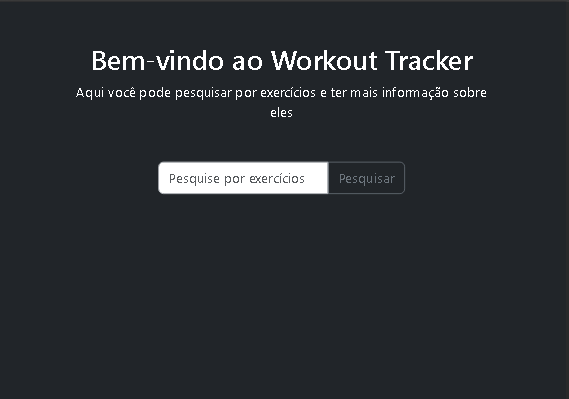 Bem-vindo ao Workout Tracker
Aqui você pode pesquisar por exercícios e ter mais informação sobre
eles
Pesquise por exercícios
Pesquisar